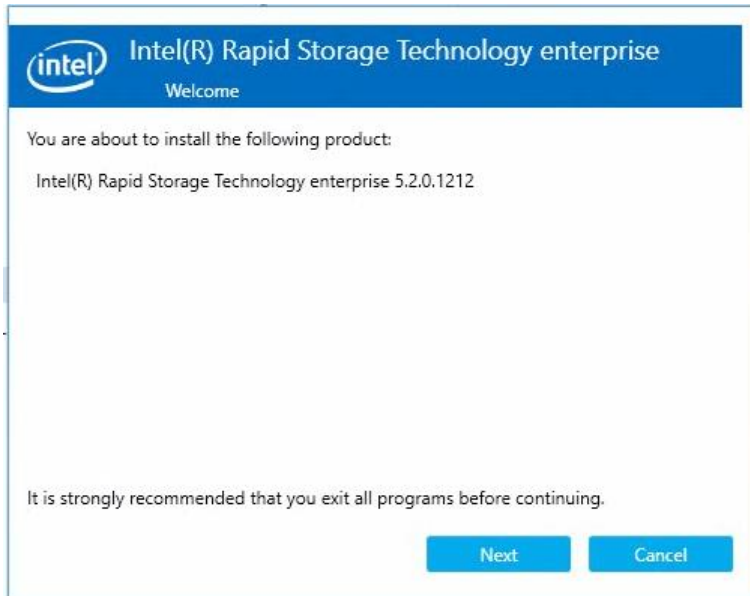 intel
Intel(R) Rapid Storage Technology enterprise
Welcome
You are about to install the following product:
Intel(R) Rapid Storage Technology enterprise 5.2.0.1212
It is strongly recommended that you exit all programs before continuing.
Next Cancel